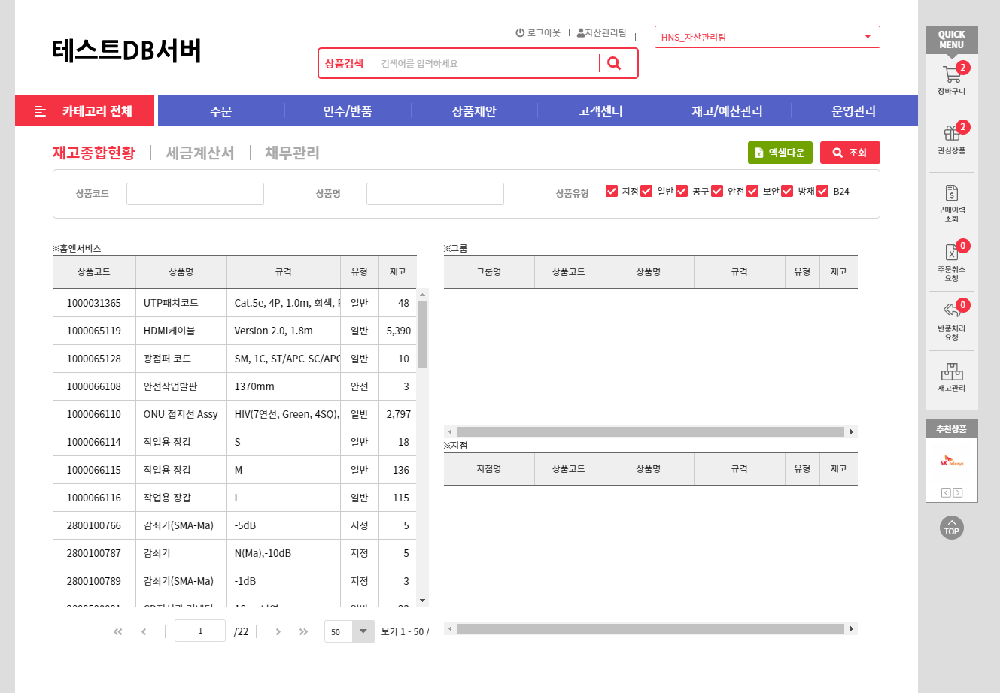 테스트DB서버
로그아웃
자산관리팀
HNS_자산관리팀
상품검색 검색어를 입력하세요
카테고리 전체 주문 인수/반품 상품제안 고객센터 재고/예산관리 운영관리
재고종합현황 세금계산서 채무관리
엑셀다운 조회
상품코드 상품명 상품유형 지정 일반 공구 안전 보안 방재 B24
※홈앤서비스
상품코드 상품명 규격 유형 재고
1000031365 UTP패치코드 Cat.5e, 4P, 1.0m, 회색, 일반 48
1000065119 HDMI케이블 Version 2.0, 1.8m 일반 5,390
1000065128 광점퍼 코드 SM, 1C, ST/APC-SC/APC 일반 10
1000066108 안전작업발판 1370mm 안전 3
1000066110 ONU 접지선 Assy HIV(7연선, Green, 4SQ), 일반 2,797
1000066114 작업용 장갑 S 일반 18
1000066115 작업용 장갑 M 일반 136
1000066116 작업용 장갑 L 일반 115
2800100766 감쇠기(SMA-Ma) -5dB 지정 5
2800100787 감쇠기 N(Ma),-10dB 지정 5
2800100789 감쇠기(SMA-Ma) -1dB 지정 3
1 /22 50 보기 1 - 50 /
※그룹
그룹명 상품코드 상품명 규격 유형 재고
※지점
지점명 상품코드 상품명 규격 유형 재고
QUICK
MENU
2
장바구니
2
관심상품
구매이력
조회
0
주문취소
요청
0
반품처리
요청
재고관리
추천상품
SK telesys
TOP